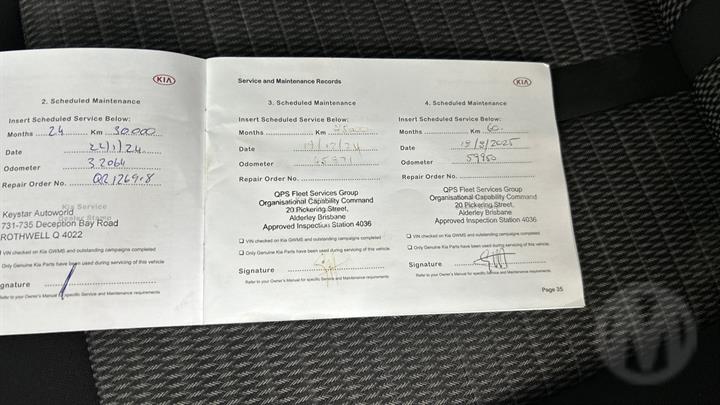 KIA
2. Scheduled Maintenance
Insert Scheduled Service Below:
Months 24 Km 30.000
Date 22/1/24
Odometer 32064
Repair Order No.
Kia Service
Dealer Stamp
Keystar Autoworld
731-735 Deception Bay Road
ROTHWELL Q 4022
VIN checked on Kia GWMS and outstanding campaigns completed
Only Genuine Kia Parts have been used during servicing of this vehicle
gnature
Refer to your Owner's Manual for specific Service and Maintenance requirements
Service and Maintenance Records
3. Scheduled Maintenance
Insert Scheduled Service Below:
Months Km
Date 19/12/24
Odometer 45971
Repair Order No.
QPS Fleet Services Group
Organisational Capability Command
20 Pickering Street,
Alderley Brisbane
Approved Inspection Station 4036
VIN checked on Kia GWMS and outstanding campaigns completed
Only Genuine Kia Parts have been used during servicing of this vehicle
Signature
Refer to your Owner's Manual for specific Service and Maintenance requirements
KIA
4. Scheduled Maintenance
Insert Scheduled Service Below:
Months Km 60
Date 15/5/2025
Odometer 59950
Repair Order No.
QPS Fleet Services Group
Organisational Capability Command
20 Pickering Street,
Alderley Brisbane
Approved Inspection Station 4036
VIN checked on Kia GWMS and outstanding campaigns completed
Only Genuine Kia Parts have been used during servicing of this vehicle
Signature
Refer to your Owner's Manual for specific Service and Maintenance requirements
Page 35
M